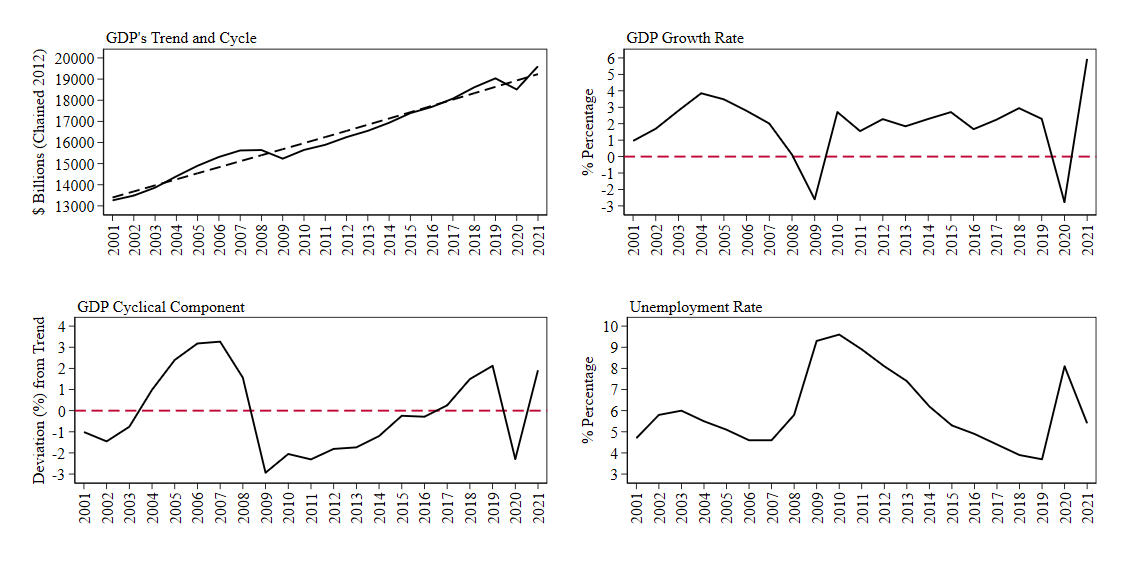 GDP's Trend and Cycle
$ Billions (Chained 2012)
20000
19000
18000
17000
16000
15000
14000
13000
2001 2002 2003 2004 2005 2006 2007 2008 2009 2010 2011 2012 2013 2014 2015 2016 2017 2018 2019 2020 2021
GDP Growth Rate
% Percentage
6
5
4
3
2
1
0
-1
-2
-3
2001 2002 2003 2004 2005 2006 2007 2008 2009 2010 2011 2012 2013 2014 2015 2016 2017 2018 2019 2020 2021
GDP Cyclical Component
Deviation (%) from Trend
4
3
2
1
0
-1
-2
-3
2001 2002 2003 2004 2005 2006 2007 2008 2009 2010 2011 2012 2013 2014 2015 2016 2017 2018 2019 2020 2021
Unemployment Rate
% Percentage
10
9
8
7
6
5
4
3
2001 2002 2003 2004 2005 2006 2007 2008 2009 2010 2011 2012 2013 2014 2015 2016 2017 2018 2019 2020 2021